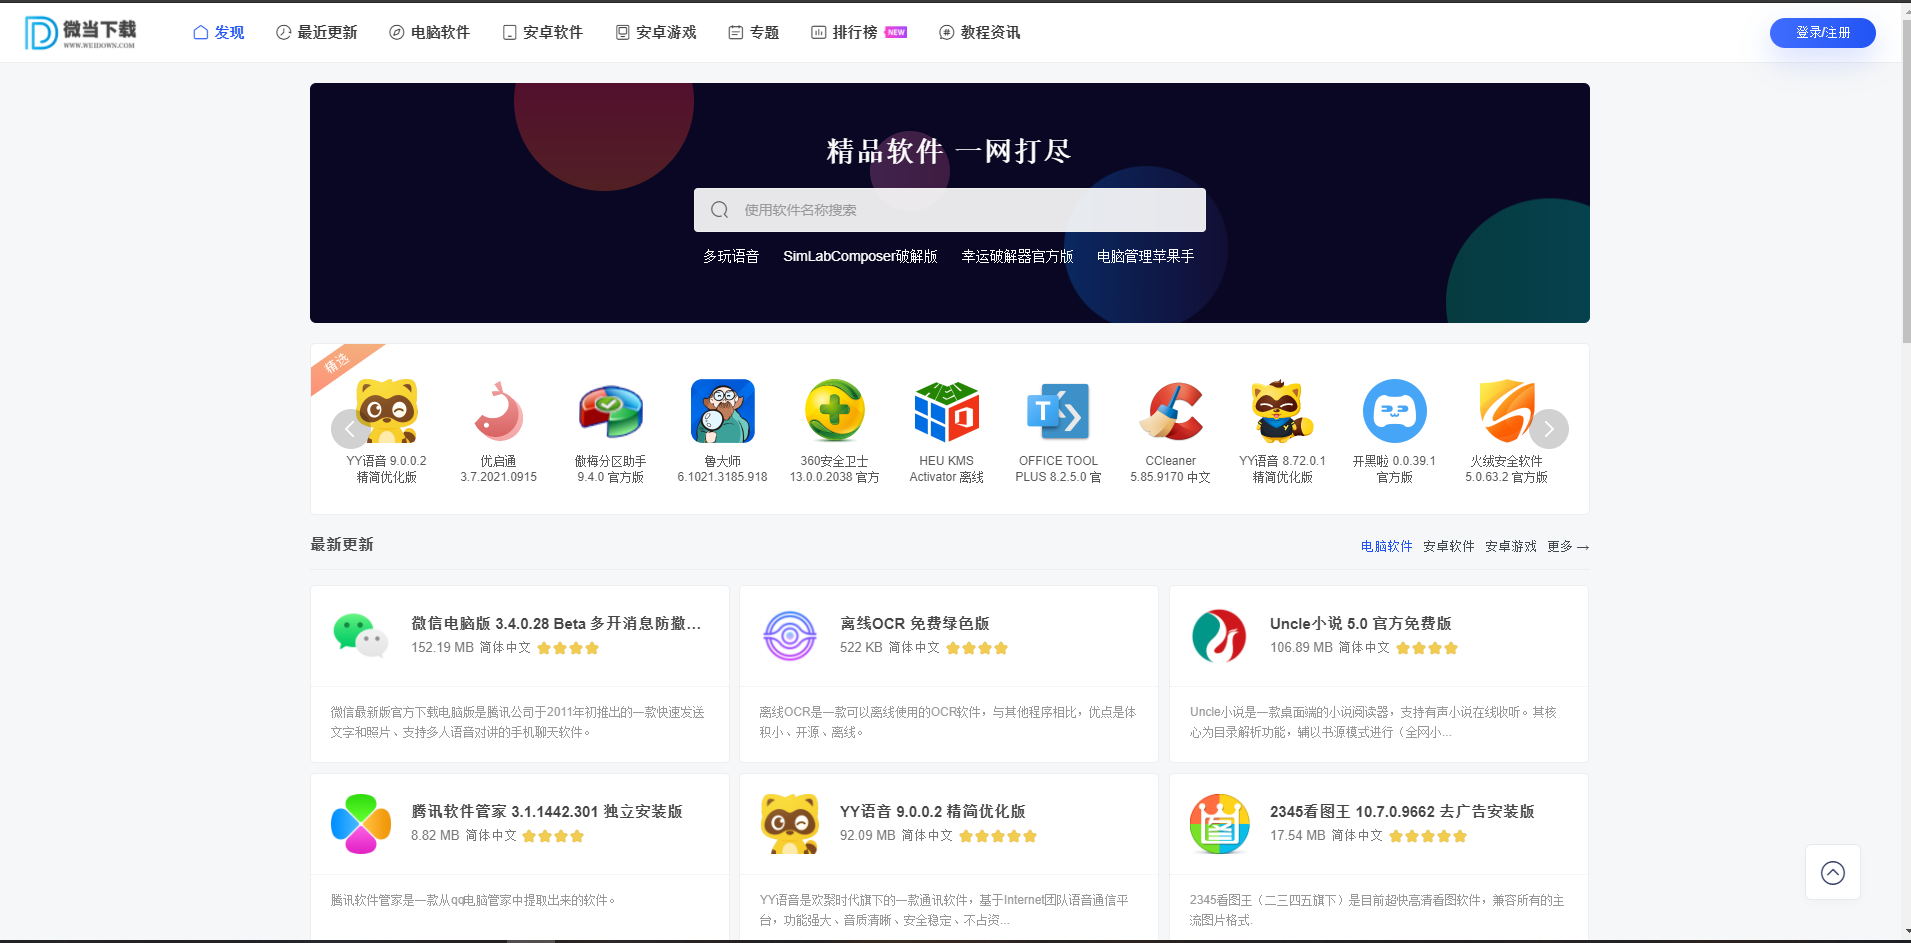 微当下载
WWW.WEIDOWN.COM
发现
最近更新
电脑软件
安卓软件
安卓游戏
专题
排行榜 NEW
教程资讯
登录/注册
精品软件 一网打尽
使用软件名称搜索
多玩语音 SimLabComposer破解版 幸运破解器官方版 电脑管理苹果手
精选
YY语音 9.0.0.2
精简优化版
优启通
3.7.2021.0915
傲梅分区助手
9.4.0 官方版
鲁大师
6.1021.3185.918
360安全卫士
13.0.0.2038 官方
HEU KMS
Activator 离线
OFFICE TOOL
PLUS 8.2.5.0 官
CCleaner
5.85.9170 中文
YY语音 8.72.0.1
精简优化版
开黑啦 0.0.39.1
官方版
火绒安全软件
5.0.63.2 官方版
最新更新
电脑软件 安卓软件 安卓游戏 更多 →
微信电脑版 3.4.0.28 Beta 多开消息防撤...
152.19 MB 简体中文
微信最新版官方下载电脑版是腾讯公司于2011年初推出的一款快速发送
文字和照片、支持多人语音对讲的手机聊天软件。
离线OCR 免费绿色版
522 KB 简体中文
离线OCR是一款可以离线使用的OCR软件，与其他程序相比，优点是体
积小、开源、离线。
Uncle小说 5.0 官方免费版
106.89 MB 简体中文
Uncle小说是一款桌面端的小说阅读器，支持有声小说在线收听。其核
心为目录解析功能，辅以书源模式进行（全网小...
腾讯软件管家 3.1.1442.301 独立安装版
8.82 MB 简体中文
腾讯软件管家是一款从qq电脑管家中提取出来的软件。
YY语音 9.0.0.2 精简优化版
92.09 MB 简体中文
YY语音是欢聚时代旗下的一款通讯软件，基于Internet团队语音通信平
台，功能强大、音质清晰、安全稳定、不占资...
2345看图王 10.7.0.9662 去广告安装版
17.54 MB 简体中文
2345看图王（二三四五旗下）是目前超快高清看图软件，兼容所有的主
流图片格式.